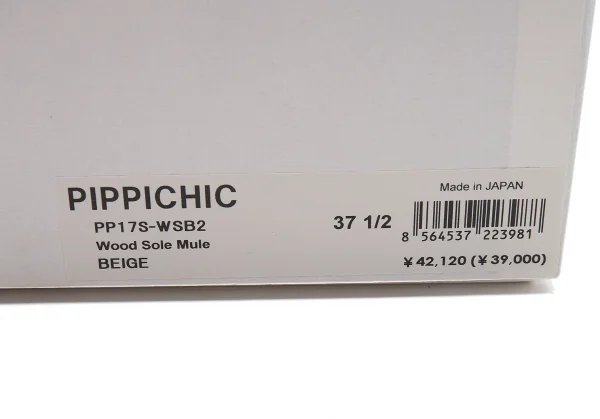 PIPPICHIC
PP17S-WSB2
Wood Sole Mule
BEIGE
37 1/2
Made in JAPAN
8 564537 223981
¥42,120 (¥39,000)